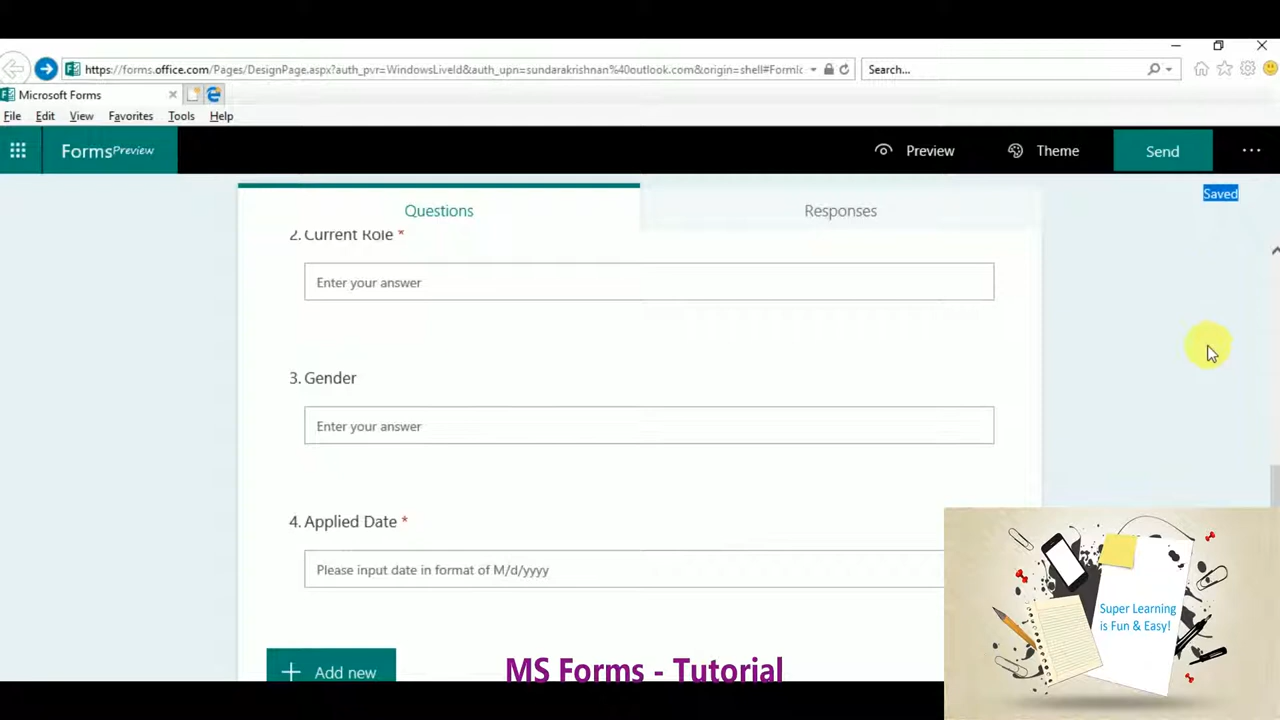 https://forms.office.com/Pages/DesignPage.aspx?auth_pvr=WindowsLiveId&auth_upn=sundarakrishnan%40outlook.com&origin=shell#FormId
Search...
Microsoft Forms
File Edit View Favorites Tools Help
Forms Preview
Preview
Theme
Send
...
Saved
Questions
Responses
2. Current Role *
Enter your answer
3. Gender
Enter your answer
4. Applied Date *
Please input date in format of M/d/yyyy
+ Add new
Super Learning
is Fun & Easy!
MS Forms - Tutorial